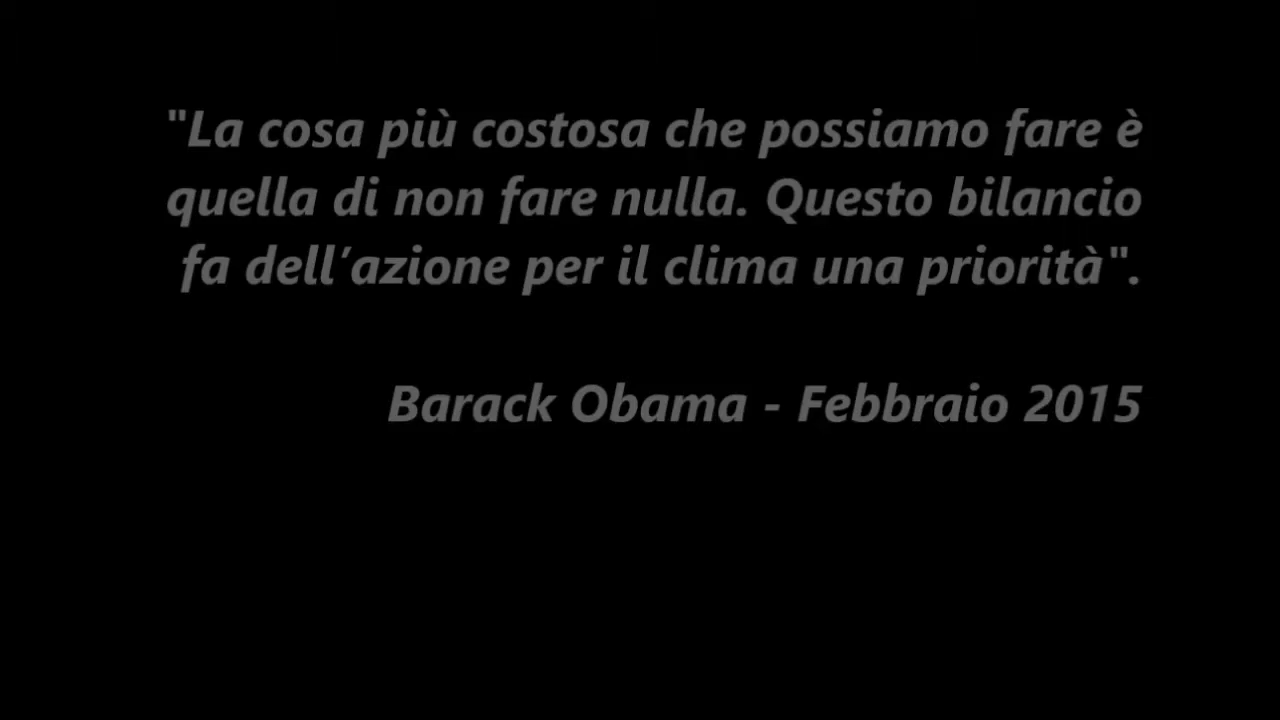 "La cosa più costosa che possiamo fare è
quella di non fare nulla. Questo bilancio
fa dell’azione per il clima una priorità".
Barack Obama - Febbraio 2015